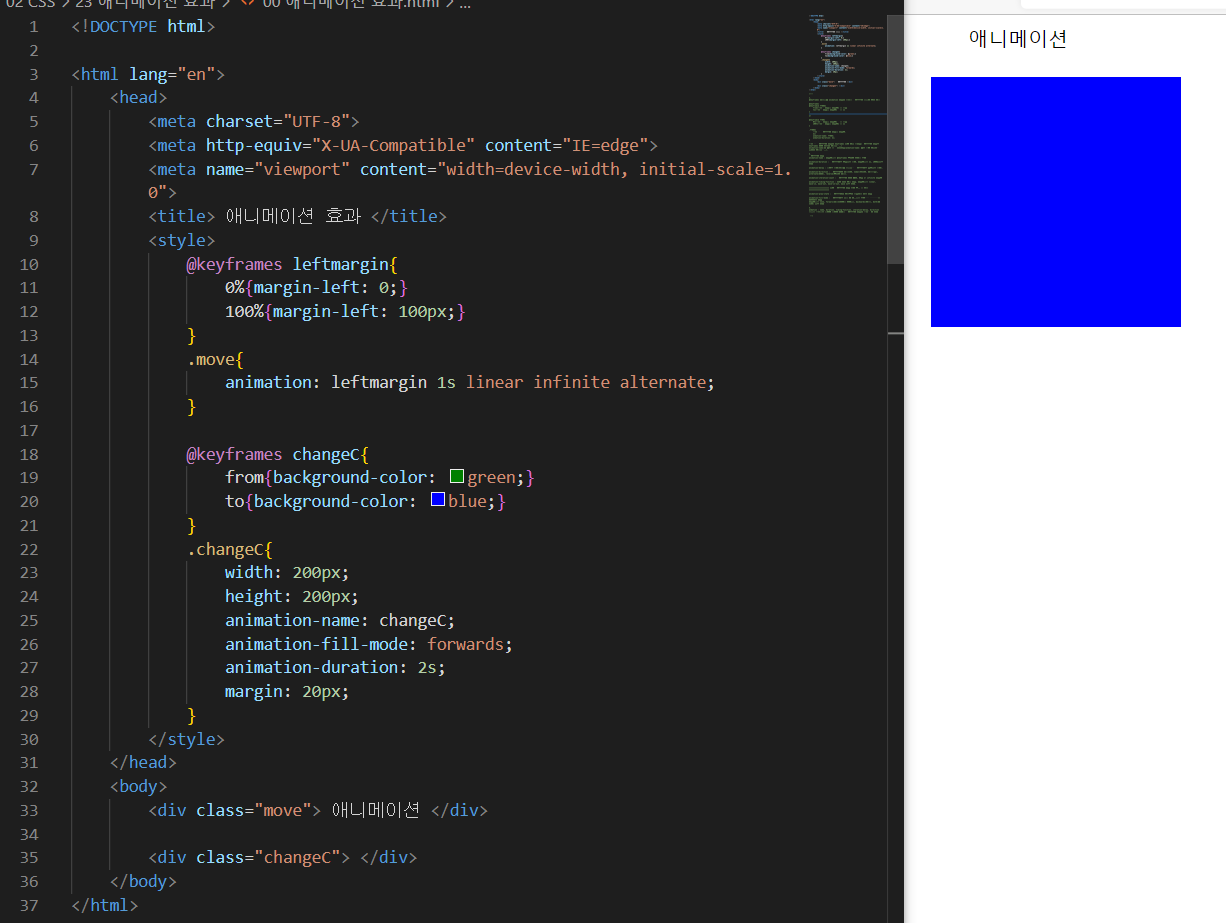 02 CSS > 23 애니메이션 효과 > <> 00 애니메이션 효과.html > ...
1 <!DOCTYPE html>
2
3 <html lang="en">
4 <head>
5 <meta charset="UTF-8">
6 <meta http-equiv="X-UA-Compatible" content="IE=edge">
7 <meta name="viewport" content="width=device-width, initial-scale=1.
0">
8 <title> 애니메이션 효과 </title>
9 <style>
10 @keyframes leftmargin{
11 0%{margin-left: 0;}
12 100%{margin-left: 100px;}
13 }
14 .move{
15 animation: leftmargin 1s linear infinite alternate;
16 }
17
18 @keyframes changeC{
19 from{background-color: green;}
20 to{background-color: blue;}
21 }
22 .changeC{
23 width: 200px;
24 height: 200px;
25 animation-name: changeC;
26 animation-fill-mode: forwards;
27 animation-duration: 2s;
28 margin: 20px;
29 }
30 </style>
31 </head>
32 <body>
33 <div class="move"> 애니메이션 </div>
34
35 <div class="changeC"> </div>
36 </body>
37 </html>
애니메이션